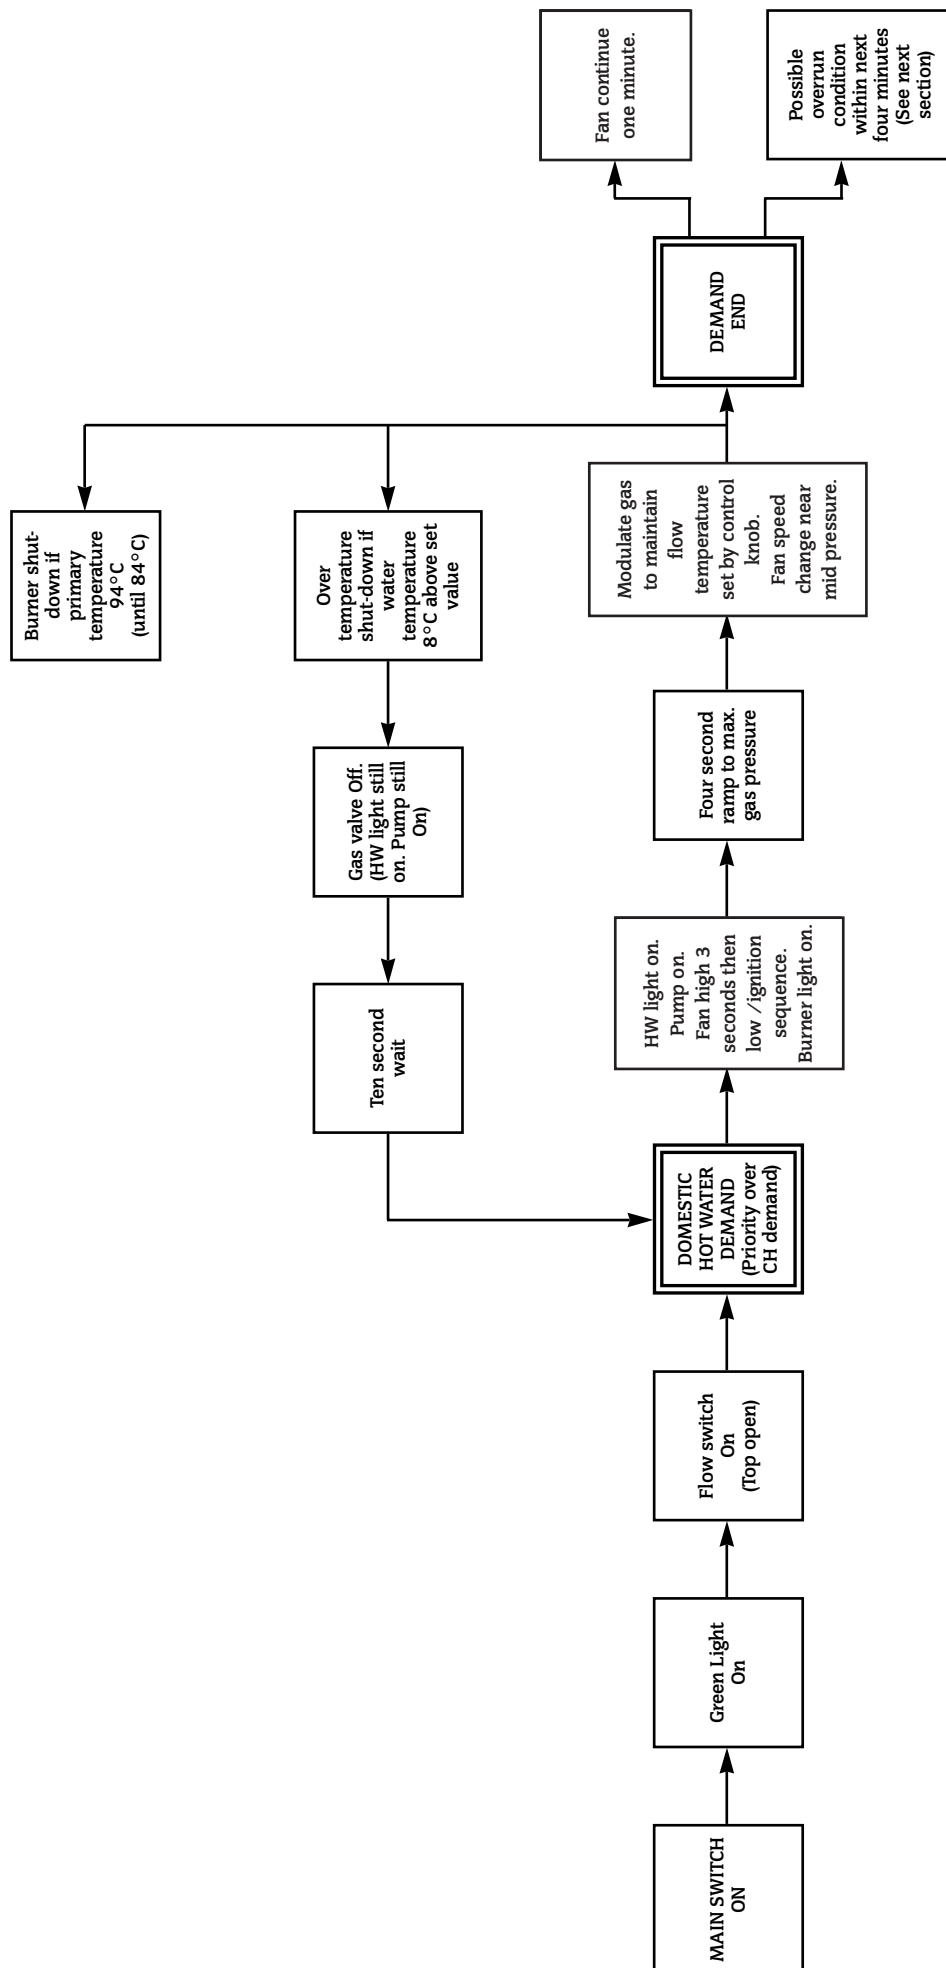 MAIN SWITCH
ON
Green Light
On
Flow switch
On
(Top open)
DOMESTIC
HOT WATER
DEMAND
(Priority over
CH demand)
HW light on.
Pump on.
Fan high 3
seconds then
low /ignition
sequence.
Burner light on.
Four second
ramp to max.
gas pressure
Modulate gas
to maintain
flow
temperature
set by control
knob.
Fan speed
change near
mid pressure.
DEMAND
END
Fan continue
one minute.
Possible
overrun
condition
within next
four minutes
(See next
section)
Burner shut-
down if
primary
temperature
94°C
(until 84°C)
Over
temperature
shut-down if
water
temperature
8°C above set
value
Gas valve Off.
(HW light still
on. Pump still
On)
Ten second
wait